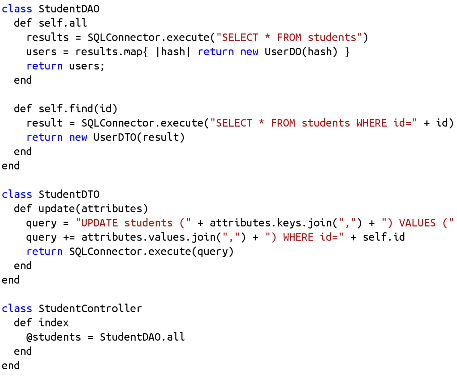 class StudentDAO
  def self.all
    results = SQLConnector.execute("SELECT * FROM students")
    users = results.map{ |hash| return new UserDO(hash) }
    return users;
  end

  def self.find(id)
    result = SQLConnector.execute("SELECT * FROM students WHERE id=" + id)
    return new UserDTO(result)
  end
end

class StudentDTO
  def update(attributes)
    query = "UPDATE students (" + attributes.keys.join(",") + ") VALUES ("
    query += attributes.values.join(",") + ") WHERE id=" + self.id
    return SQLConnector.execute(query)
  end
end

class StudentController
  def index
    @students = StudentDAO.all
  end
end